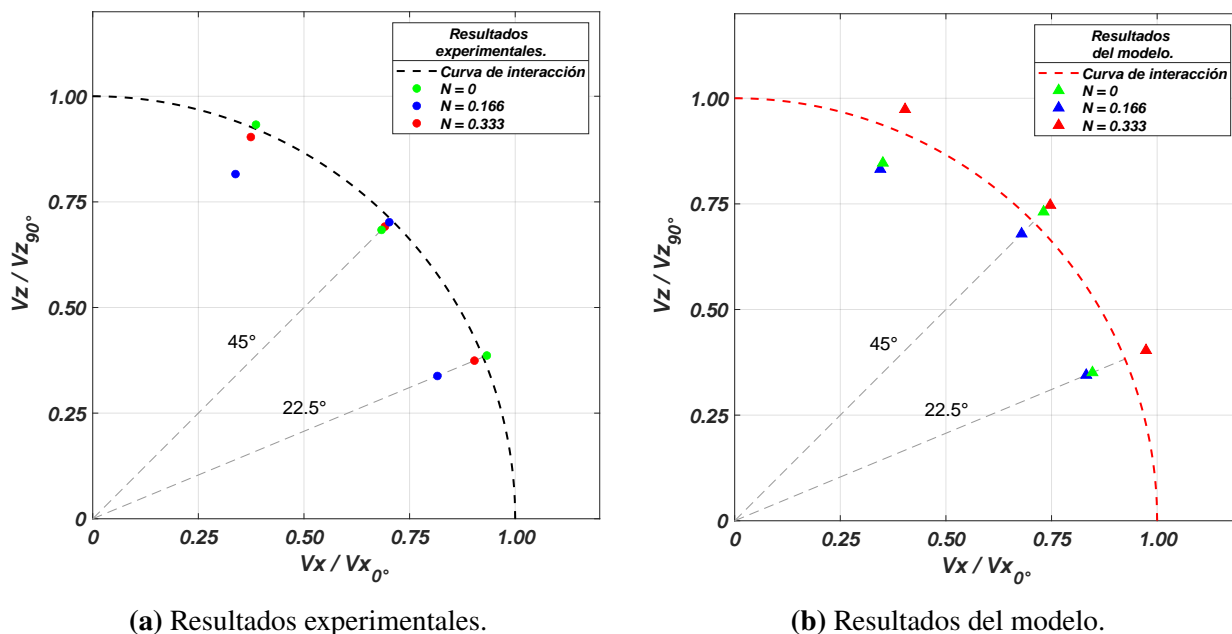 Resultados
experimentales.
Curva de interacción
N = 0
N = 0.166
N = 0.333
1.00
0.75
0.50
0.25
0
Vz / Vz90°
45°
22.5°
0
0.25
0.50
0.75
1.00
Vx / Vx0°
(a) Resultados experimentales.
Resultados
del modelo.
Curva de interacción
N = 0
N = 0.166
N = 0.333
1.00
0.75
0.50
0.25
0
Vz / Vz90°
45°
22.5°
0
0.25
0.50
0.75
1.00
Vx / Vx0°
(b) Resultados del modelo.